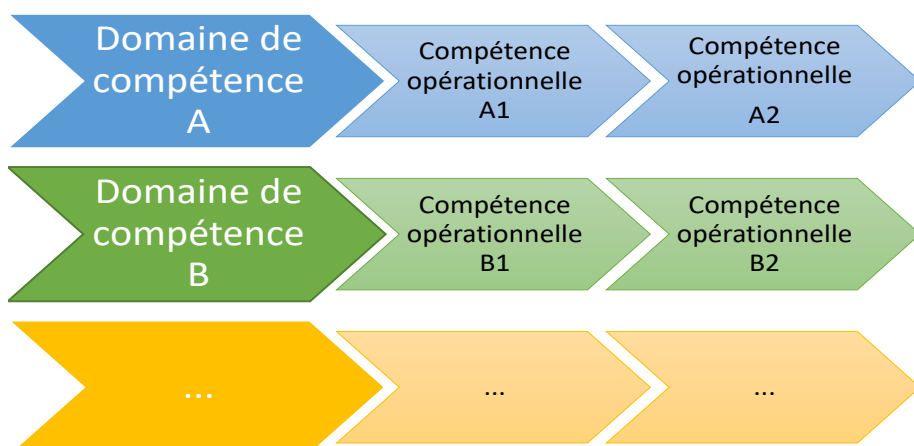 Domaine de
compétence
A
Compétence
opérationnelle
A1
Compétence
opérationnelle
A2
Domaine de
compétence
B
Compétence
opérationnelle
B1
Compétence
opérationnelle
B2
...
...
...